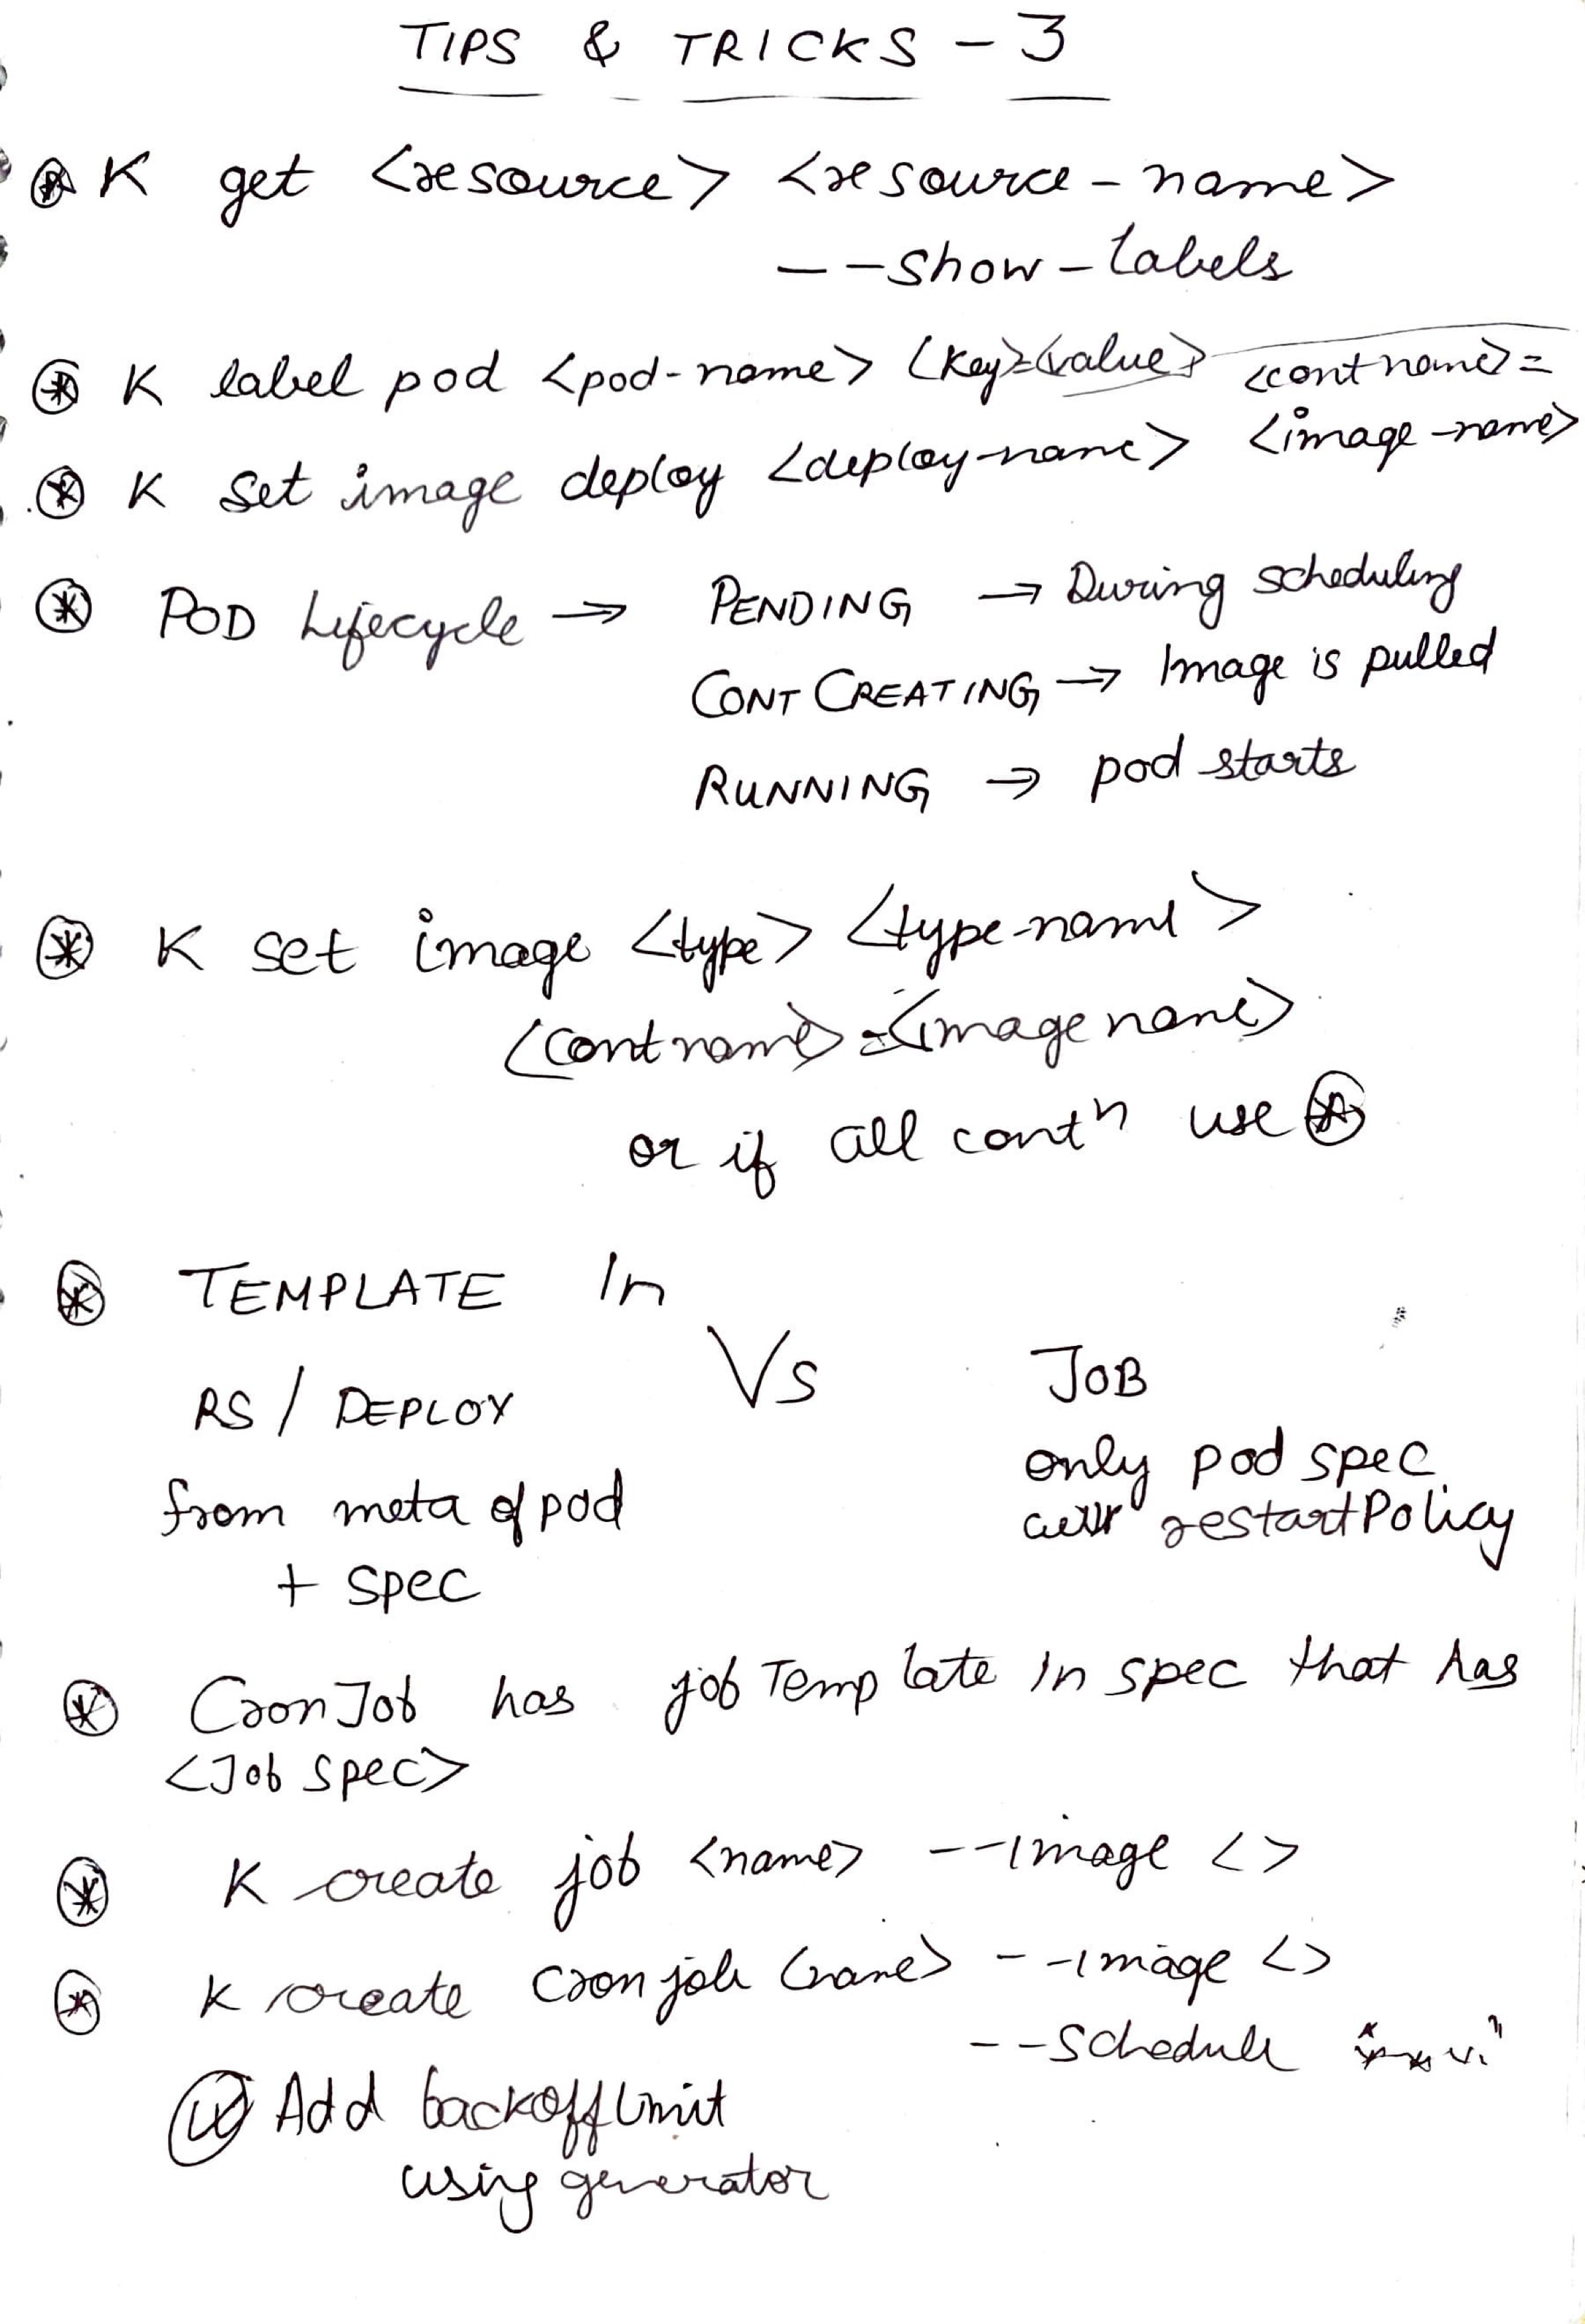 TIPS & TRICKS - 3
⊛ K get <resource> <resource-name>
--show-labels
⊛ K label pod <pod-name> <key>=<value>
⊛ K set image deploy <deploy-name> <cont name>=
<image-name>
⊛ POD Lifecycle → PENDING → During scheduling
CONT CREATING → Image is pulled
RUNNING → pod starts
⊛ K set image <type> <type-name>
<cont name>=<image name>
or if all contⁿ use ⊛
⊛ TEMPLATE In
RS / DEPLOY Vs JOB
from meta of pod
+ spec
only pod spec
restartPolicy
⊛ CronJob has jobTemplate in spec that has
<Job spec>
⊛ K create job <name> --image <>
⊛ K create cronjob <name> --image <>
--schedule
Add backofflimit
using generator